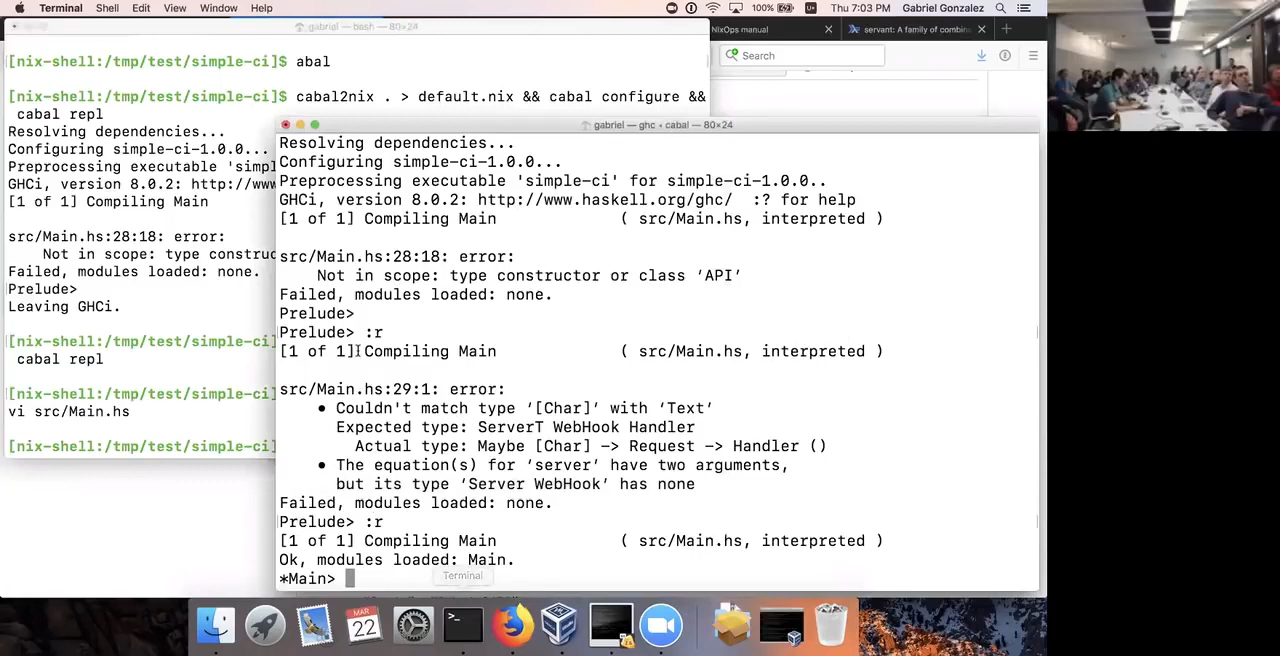 Terminal Shell Edit View Window Help 100% Thu 7:03 PM Gabriel Gonzalez
gabriel — bash — 80×24
NixOps manual
servant: A family of combin
Search
[nix-shell:/tmp/test/simple-ci]$ abal
[nix-shell:/tmp/test/simple-ci]$ cabal2nix . > default.nix && cabal configure &&
cabal repl
Resolving dependencies...
Configuring simple-ci-1.0.0...
Preprocessing executable 'simpl
GHCi, version 8.0.2: http://www
[1 of 1] Compiling Main
src/Main.hs:28:18: error:
Not in scope: type construc
Failed, modules loaded: none.
Prelude>
Leaving GHCi.
[nix-shell:/tmp/test/simple-ci]
cabal repl
[nix-shell:/tmp/test/simple-ci]
vi src/Main.hs
[nix-shell:/tmp/test/simple-ci]
gabriel — ghc ◂ cabal — 80×24
Resolving dependencies...
Configuring simple-ci-1.0.0...
Preprocessing executable 'simple-ci' for simple-ci-1.0.0..
GHCi, version 8.0.2: http://www.haskell.org/ghc/  :? for help
[1 of 1] Compiling Main             ( src/Main.hs, interpreted )
src/Main.hs:28:18: error:
Not in scope: type constructor or class ‘API’
Failed, modules loaded: none.
Prelude>
Prelude> :r
[1 of 1] Compiling Main             ( src/Main.hs, interpreted )
src/Main.hs:29:1: error:
• Couldn't match type ‘[Char]’ with ‘Text’
Expected type: ServerT WebHook Handler
Actual type: Maybe [Char] -> Request -> Handler ()
• The equation(s) for ‘server’ have two arguments,
but its type ‘Server WebHook’ has none
Failed, modules loaded: none.
Prelude> :r
[1 of 1] Compiling Main             ( src/Main.hs, interpreted )
Ok, modules loaded: Main.
*Main>
Terminal
MAR
22